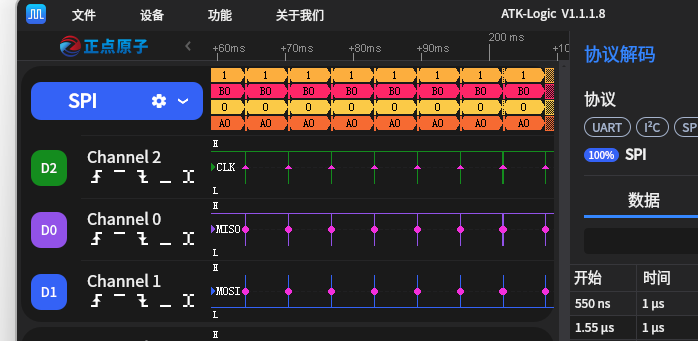 文件 设备 功能 关于我们 ATK-Logic V1.1.1.8
正点原子
+60ms +70ms +80ms +90ms 200 ms +10
协议解码
SPI
1 1 1 1 1 1 1 1
B0 B0 B0 B0 B0 B0 B0 B0
0 0 0 0 0 0 0 0
A0 A0 A0 A0 A0 A0 A0 A0
协议
UART I²C SP
100% SPI
H
D2 Channel 2
CLK
L
数据
H
D0 Channel 0
MISO
L
开始 时间
H
D1 Channel 1
MOSI
L
550 ns 1 μs
1.55 μs 1 μs
H